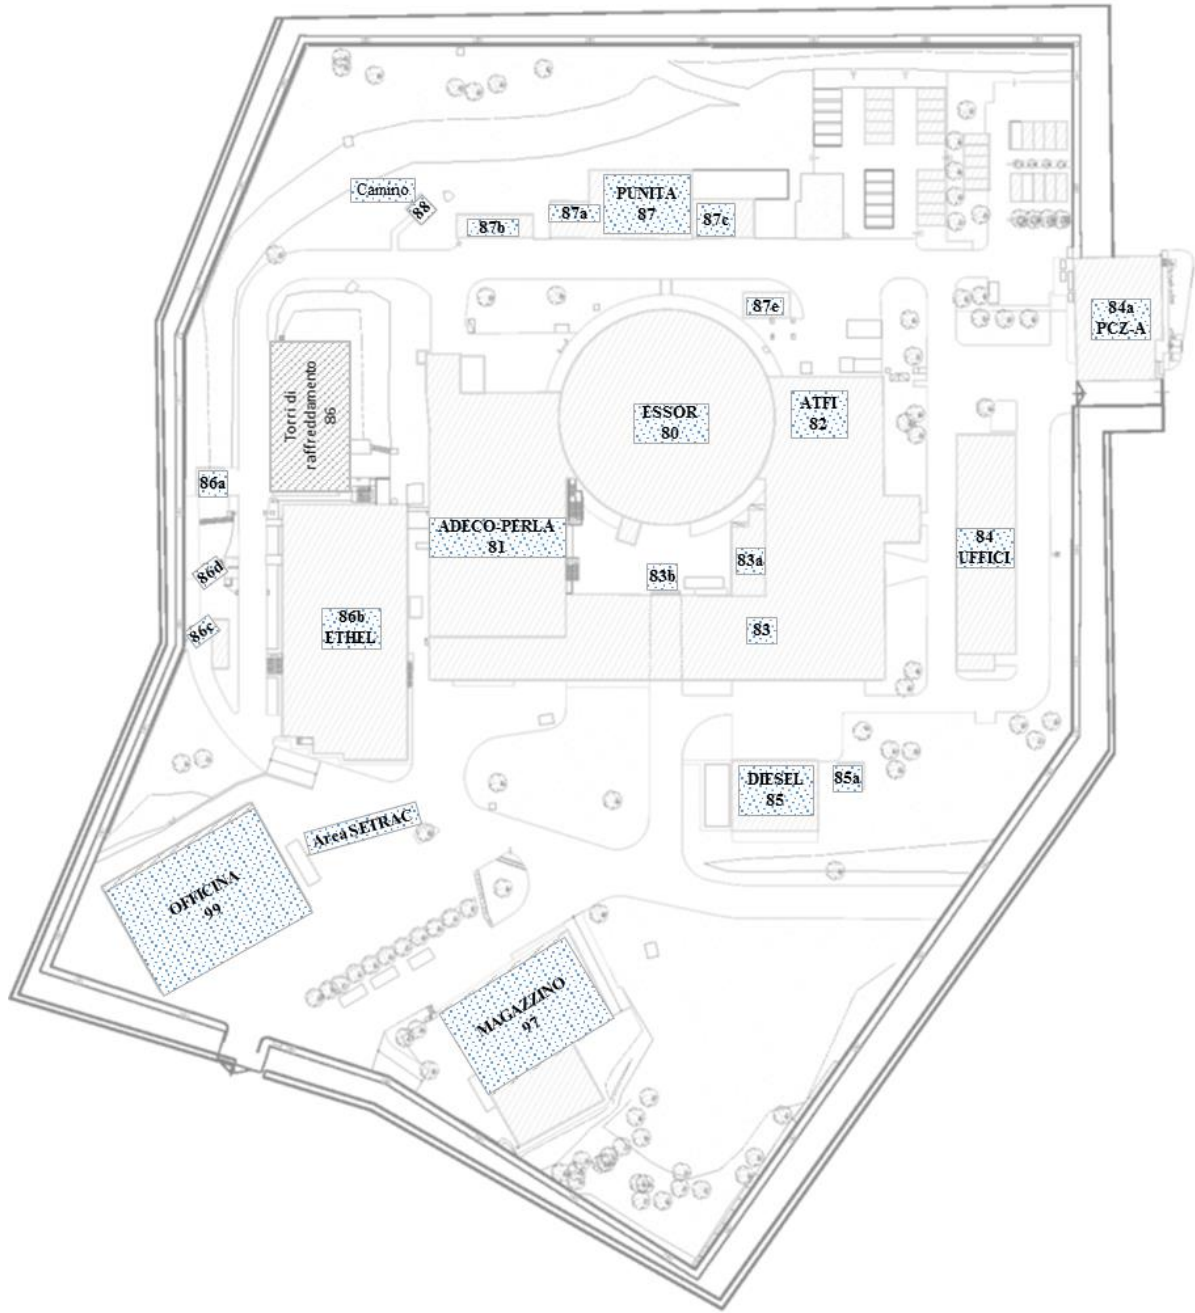 Camino
88
87b
87a
PUNITA
87
87c
87e
84a
PCZ-A
Torri di
raffreddamento
86
ESSOR
80
ATFI
82
86a
ADECO-PERLA
81
84
UFFICI
83a
83b
86d
86c
86b
ETHEL
83
DIESEL
85
85a
Area SETRAC
OFFICINA
99
MAGAZZINO
97